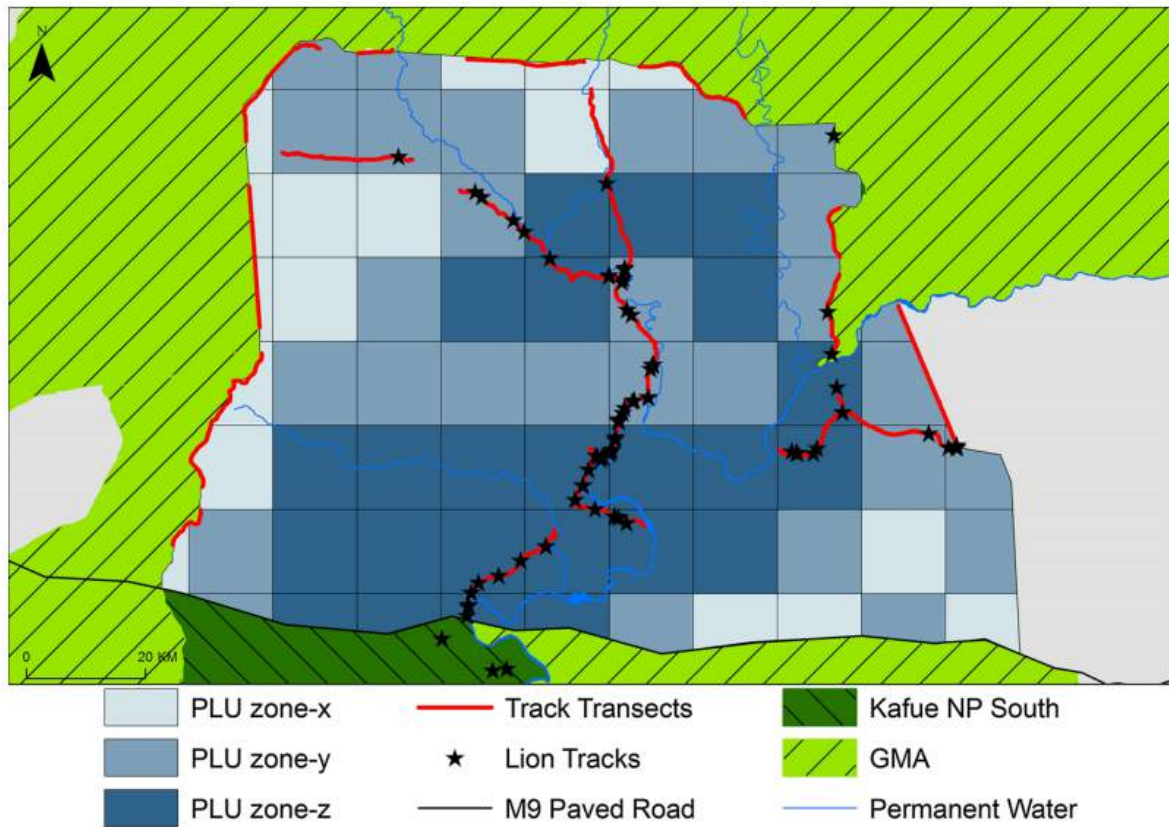 N
0 20 KM
PLU zone-x Track Transects Kafue NP South
PLU zone-y Lion Tracks GMA
PLU zone-z M9 Paved Road Permanent Water